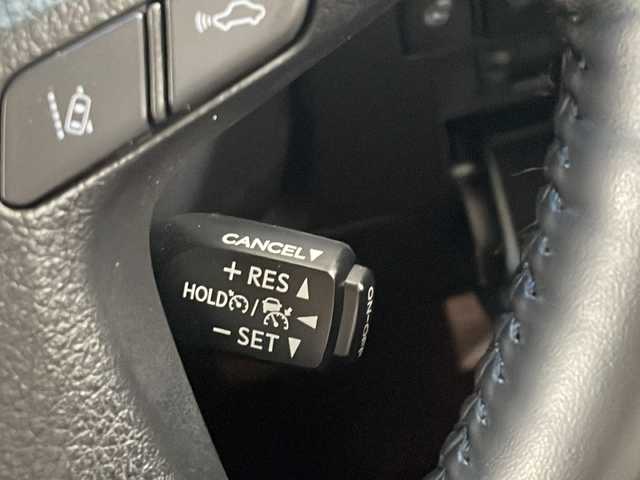 CANCEL▼
+ RES ▲
HOLD / ◀
− SET ▼
ON-OFF